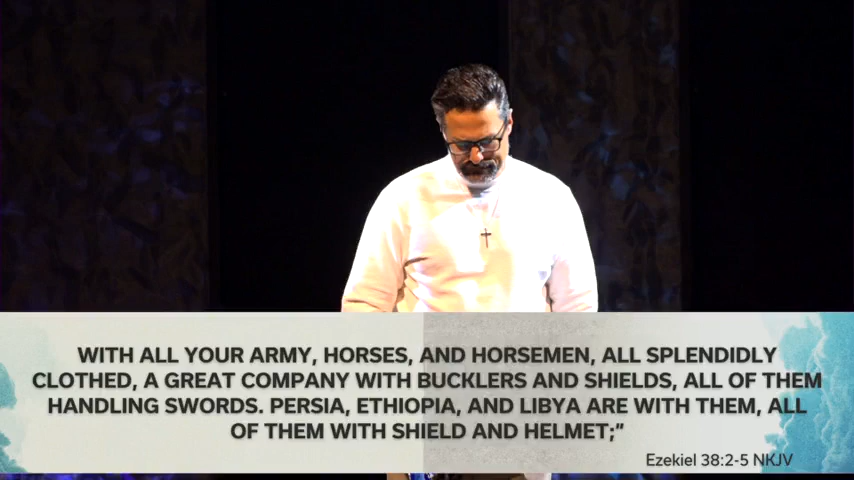 WITH ALL YOUR ARMY, HORSES, AND HORSEMEN, ALL SPLENDIDLY
CLOTHED, A GREAT COMPANY WITH BUCKLERS AND SHIELDS, ALL OF THEM
HANDLING SWORDS. PERSIA, ETHIOPIA, AND LIBYA ARE WITH THEM, ALL
OF THEM WITH SHIELD AND HELMET;”
Ezekiel 38:2-5 NKJV